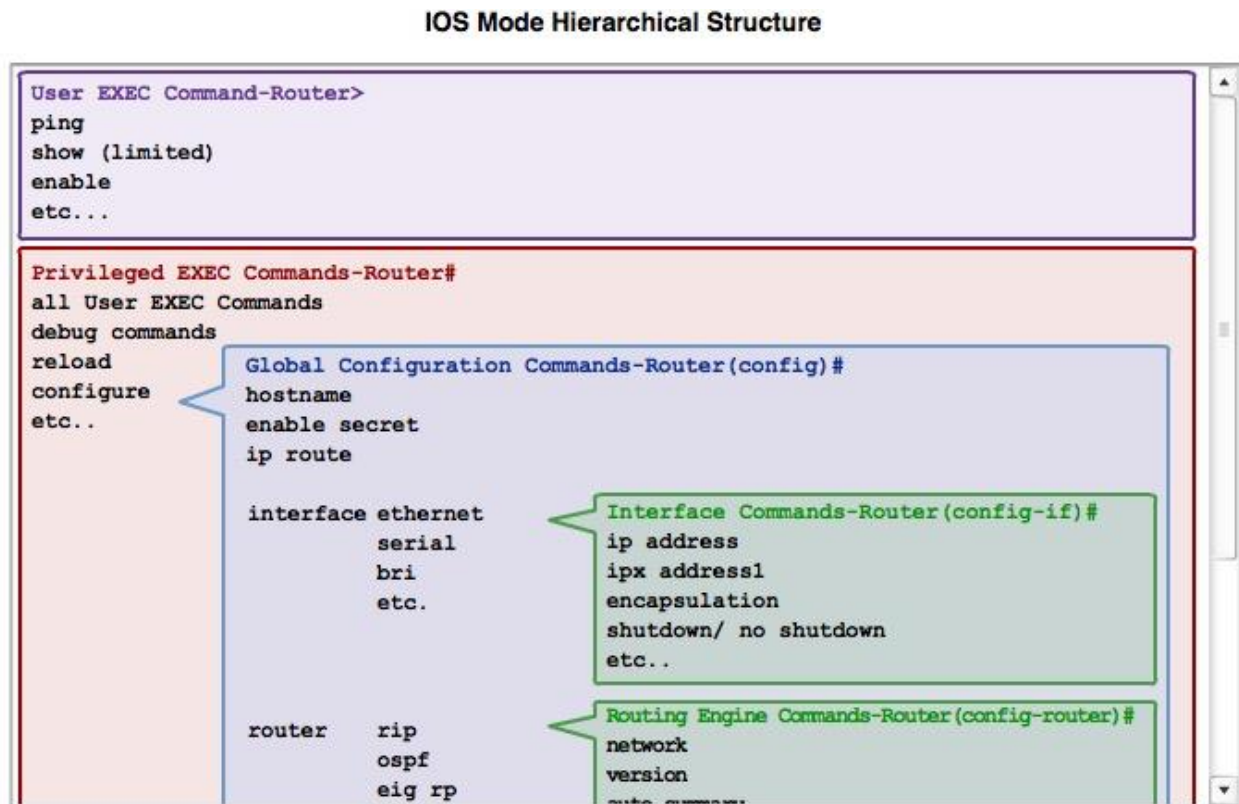 IOS Mode Hierarchical Structure
User EXEC Command-Router>
ping
show (limited)
enable
etc...
Privileged EXEC Commands-Router#
all User EXEC Commands
debug commands
reload
configure
etc..
Global Configuration Commands-Router(config)#
hostname
enable secret
ip route
interface ethernet
serial
bri
etc.
Interface Commands-Router(config-if)#
ip address
ipx address1
encapsulation
shutdown/ no shutdown
etc..
router rip
ospf
eig rp
Routing Engine Commands-Router(config-router)#
network
version
auto summary